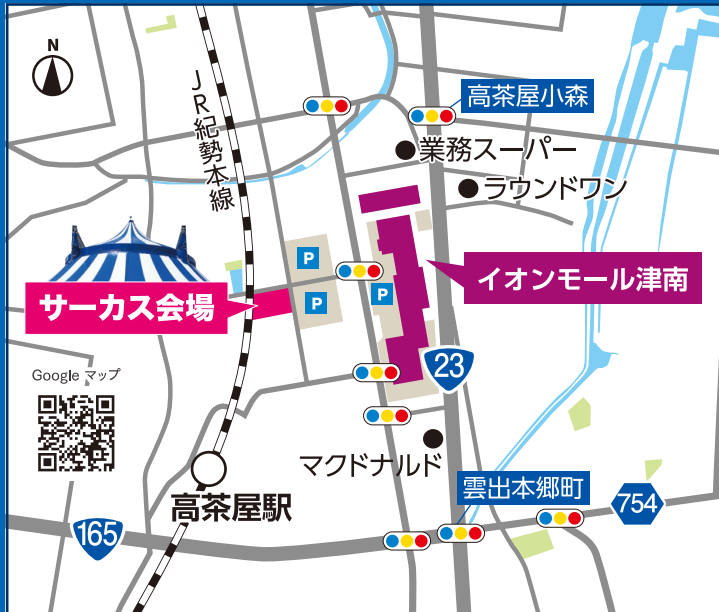 N
JR紀勢本線
高茶屋小森
業務スーパー
ラウンドワン
P
P
P
イオンモール津南
サーカス会場
23
Google マップ
マクドナルド
高茶屋駅
雲出本郷町
754
165